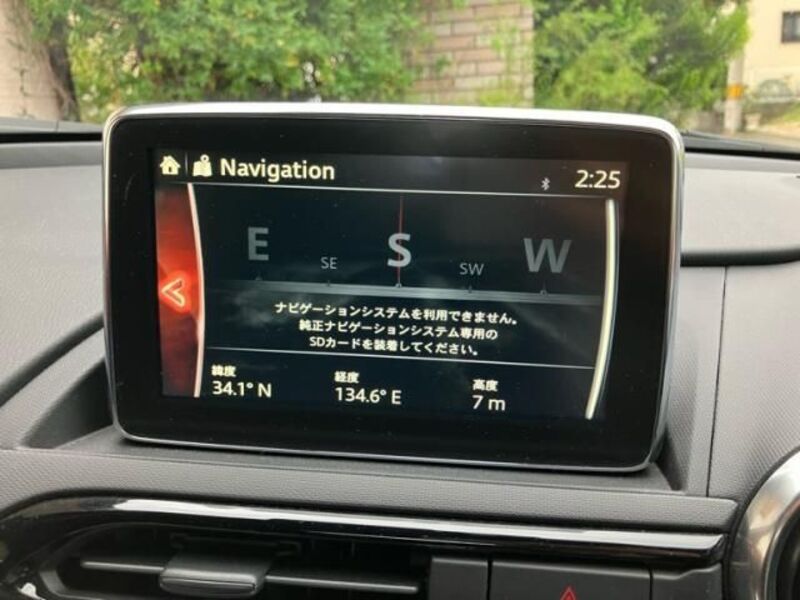 Navigation
2:25
E SE S SW W
ナビゲーションシステムを利用できません。
純正ナビゲーションシステム専用の
SDカードを装着してください。
緯度 経度 高度
34.1° N 134.6° E 7 m